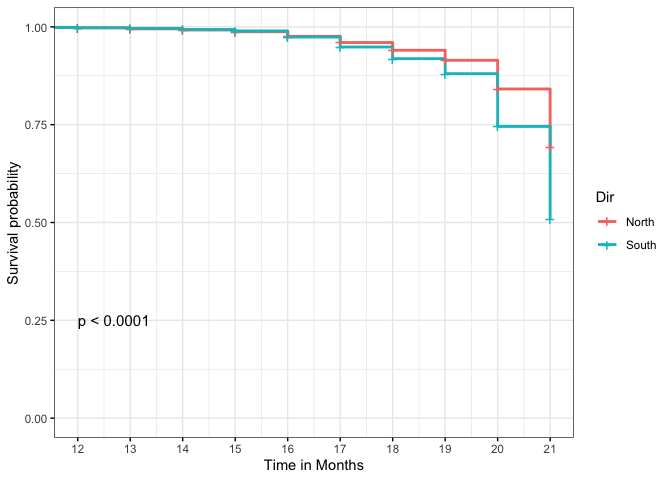 1.00
0.75
0.50
0.25
0.00
Survival probability
p < 0.0001
12 13 14 15 16 17 18 19 20 21
Time in Months
Dir
North
South